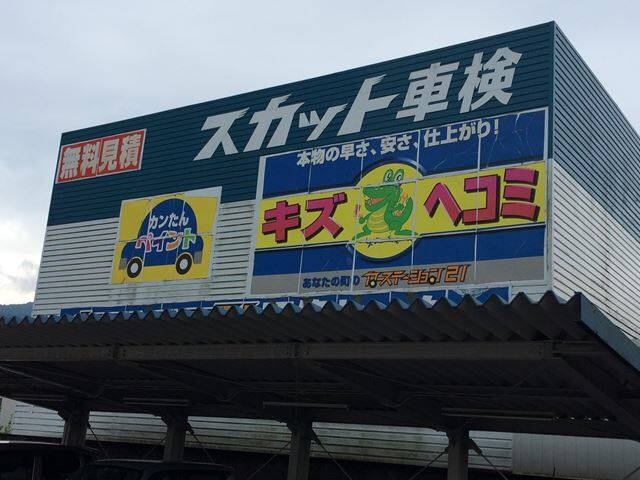 スカット車検
無料見積
本物の早さ、安さ、仕上がり!
カンたん
ペイント
キズ ヘコミ
あなたの町のカーステーション21